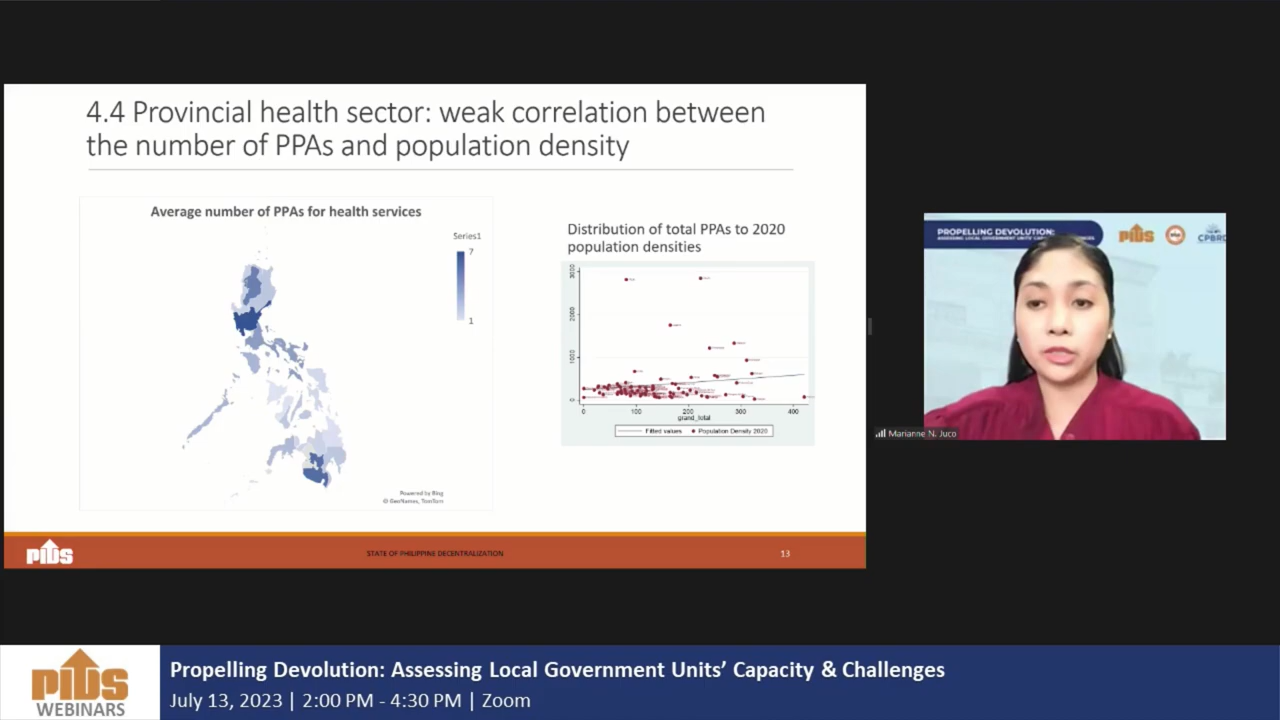 4.4 Provincial health sector: weak correlation between
the number of PPAs and population density
Average number of PPAs for health services
Series1
7
1
Powered by Bing
© GeoNames, TomTom
Distribution of total PPAs to 2020
population densities
3000
2000
1000
0
0 100 200 300 400
grand_total
Fitted values Population Density 2020
PIDS
STATE OF PHILIPPINE DECENTRALIZATION
13
PROPELLING DEVOLUTION:
PIDS
CPBRD
Marianne N. Juco
PIDS
WEBINARS
Propelling Devolution: Assessing Local Government Units’ Capacity & Challenges
July 13, 2023 | 2:00 PM - 4:30 PM | Zoom